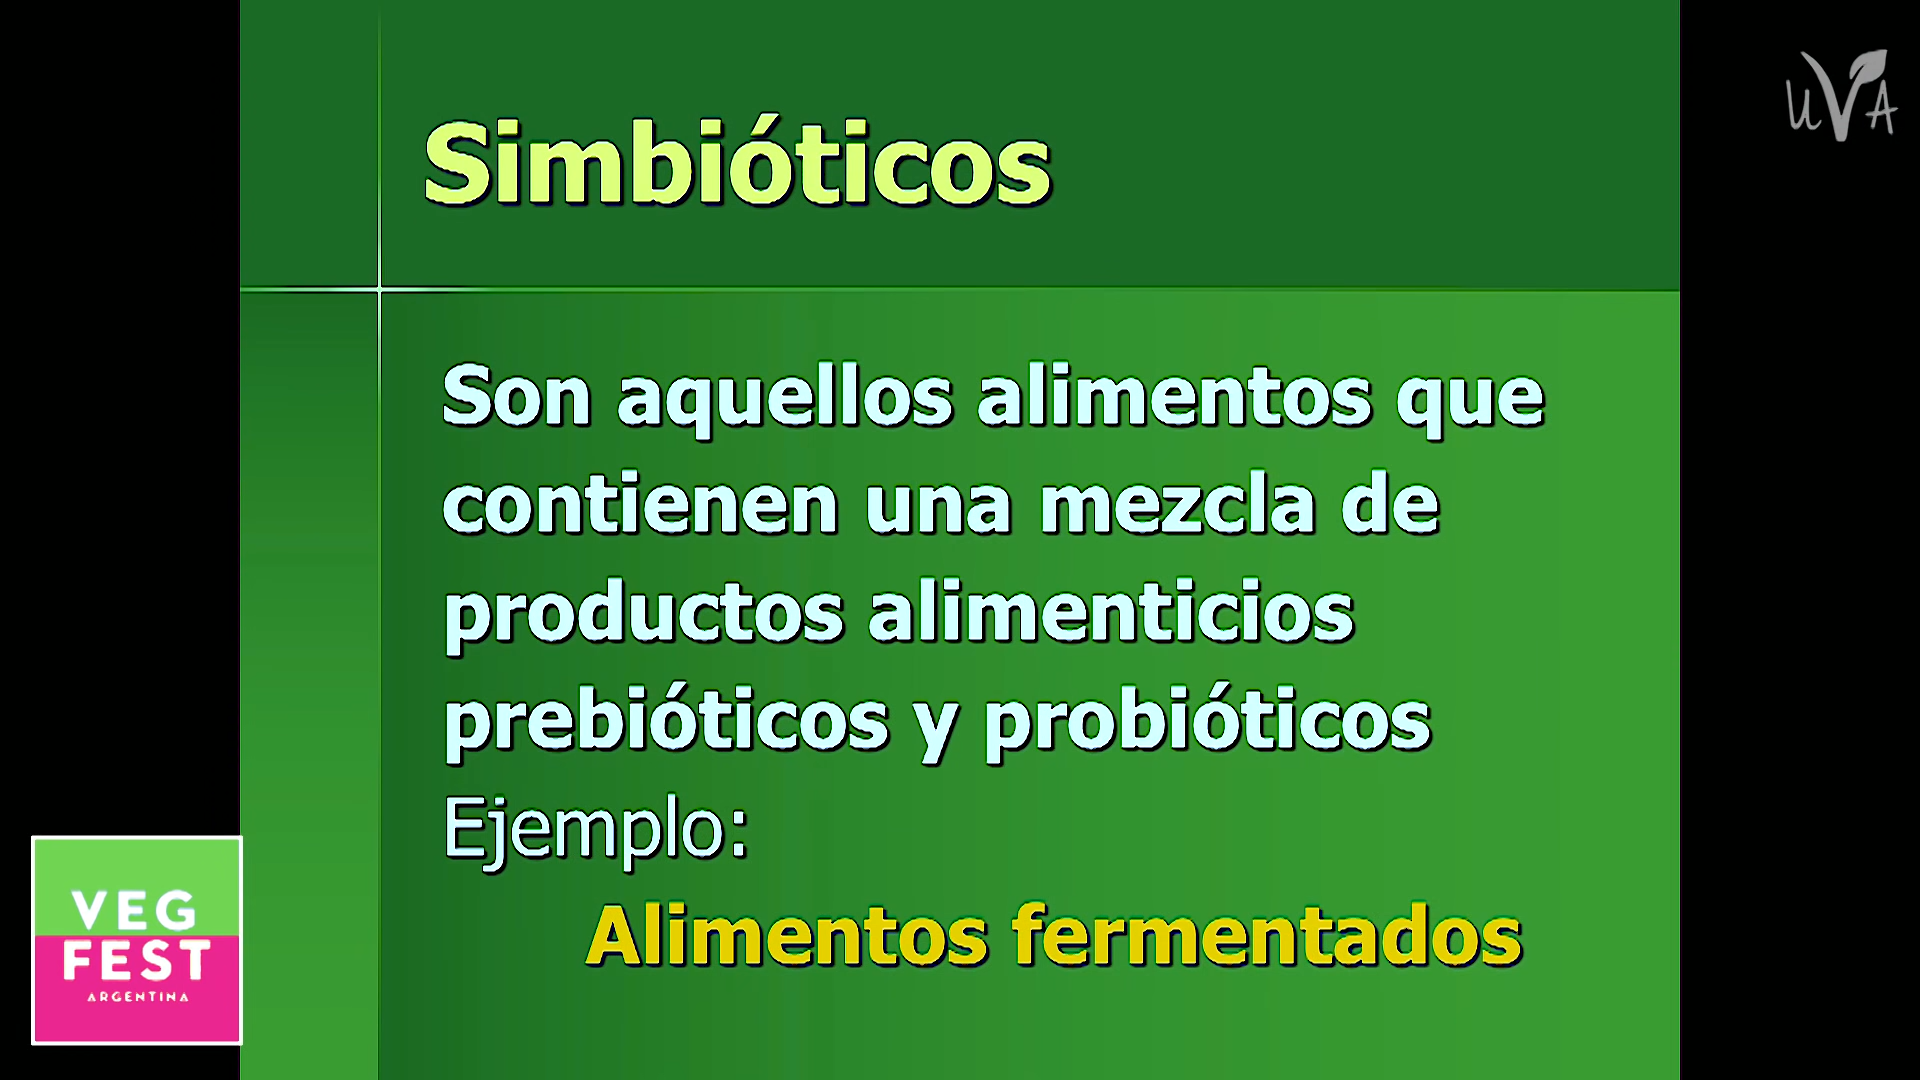 UVA
Simbióticos
Son aquellos alimentos que
contienen una mezcla de
productos alimenticios
prebióticos y probióticos
Ejemplo:
Alimentos fermentados
VEG
FEST
ARGENTINA